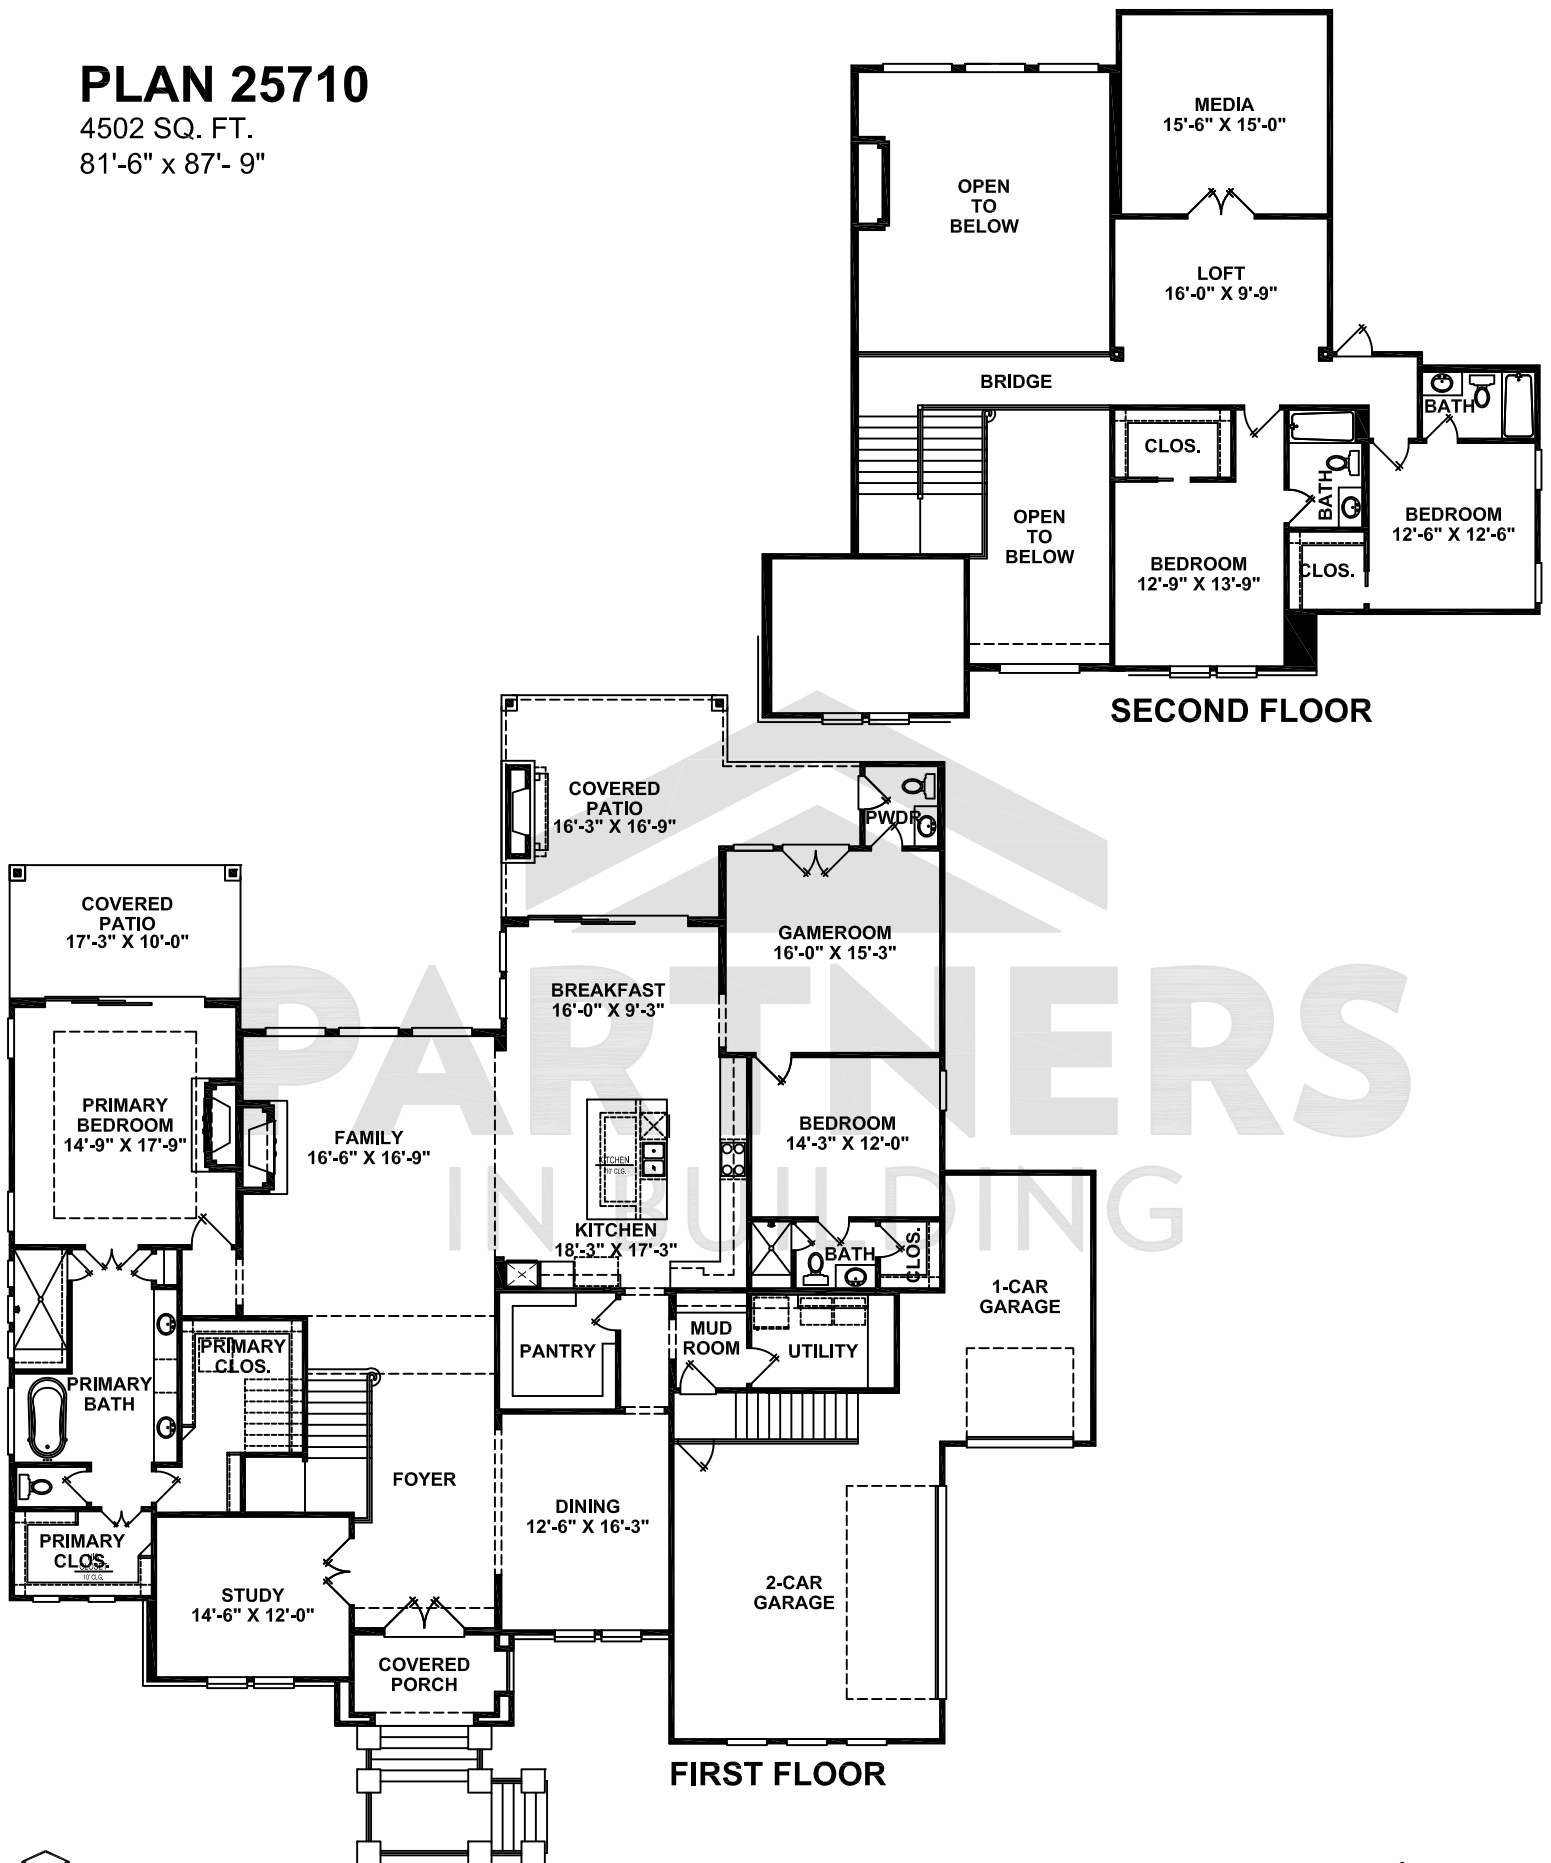 PLAN 25710
4502 SQ. FT.
81'-6" x 87'- 9"
MEDIA
15'-6" X 15'-0"
OPEN
TO
BELOW
LOFT
16'-0" X 9'-9"
BRIDGE
BATH
CLOS.
BATH
OPEN
TO
BELOW
BEDROOM
12'-6" X 12'-6"
BEDROOM
12'-9" X 13'-9"
CLOS.
SECOND FLOOR
COVERED
PATIO
16'-3" X 16'-9"
PWDR
COVERED
PATIO
17'-3" X 10'-0"
GAMEROOM
16'-0" X 15'-3"
BREAKFAST
16'-0" X 9'-3"
PARTNERS
IN BUILDING
PRIMARY
BEDROOM
14'-9" X 17'-9"
FAMILY
16'-6" X 16'-9"
BEDROOM
14'-3" X 12'-0"
KITCHEN
10' CLG.
KITCHEN
18'-3" X 17'-3"
BATH
CLOS.
1-CAR
GARAGE
PRIMARY
CLOS.
PANTRY
MUD
ROOM
UTILITY
PRIMARY
BATH
FOYER
DINING
12'-6" X 16'-3"
PRIMARY
CLOS.
10' CLG.
STUDY
14'-6" X 12'-0"
2-CAR
GARAGE
COVERED
PORCH
FIRST FLOOR